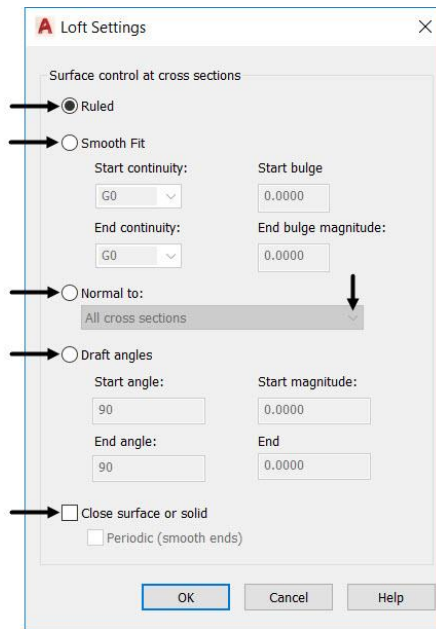 A Loft Settings
Surface control at cross sections
Ruled
Smooth Fit
Start continuity: Start bulge
G0 0.0000
End continuity: End bulge magnitude:
G0 0.0000
Normal to:
All cross sections
Draft angles
Start angle: Start magnitude:
90 0.0000
End angle: End
90 0.0000
Close surface or solid
Periodic (smooth ends)
OK Cancel Help